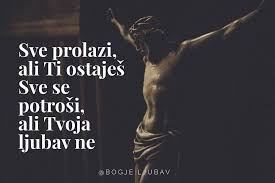 Sve prolazi,
ali Ti ostaješ
Sve se
potroši,
ali Tvoja
ljubav ne
@BOGJE LJUBAV